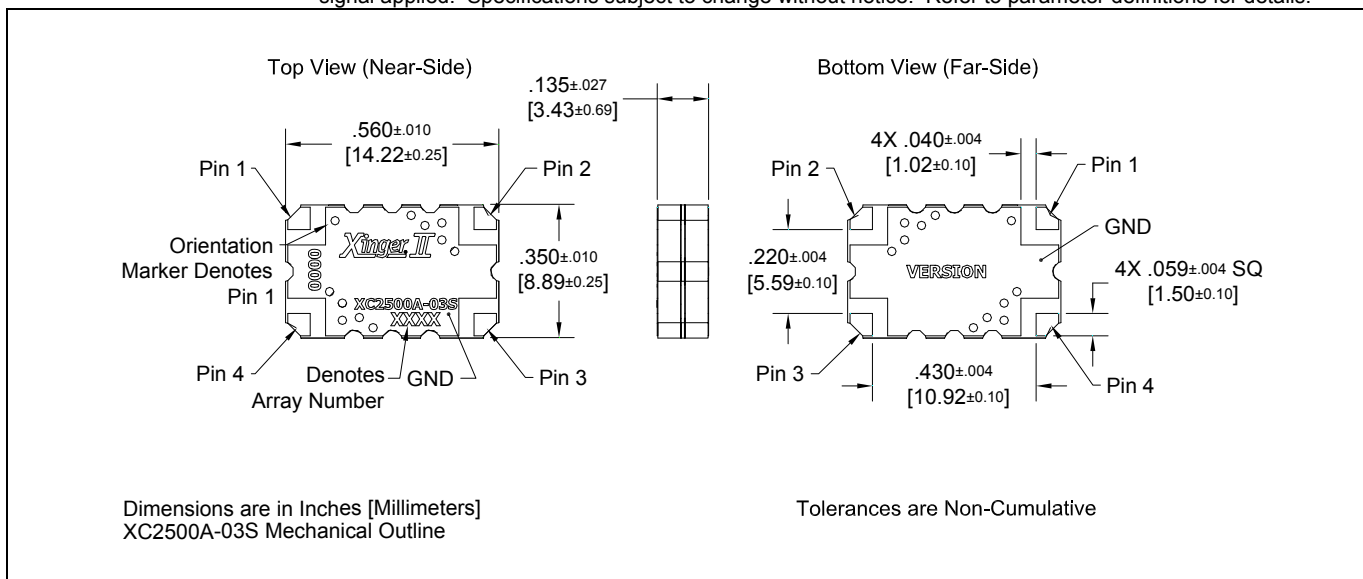 signal applied. Specifications subject to change without notice. Refer to parameter definitions for details.
Top View (Near-Side)
Bottom View (Far-Side)
.135±.027
[3.43±0.69]
.560±.010
[14.22±0.25]
Pin 1
Pin 2
Orientation
Marker Denotes
Pin 1
0000
Xinger II
XC2500A-03S
XXXX
.350±.010
[8.89±0.25]
Pin 4
Denotes
Array Number
GND
Pin 3
4X .040±.004
[1.02±0.10]
Pin 2
Pin 1
GND
.220±.004
[5.59±0.10]
VERSION
4X .059±.004 SQ
[1.50±0.10]
Pin 3
.430±.004
[10.92±0.10]
Pin 4
Dimensions are in Inches [Millimeters]
XC2500A-03S Mechanical Outline
Tolerances are Non-Cumulative